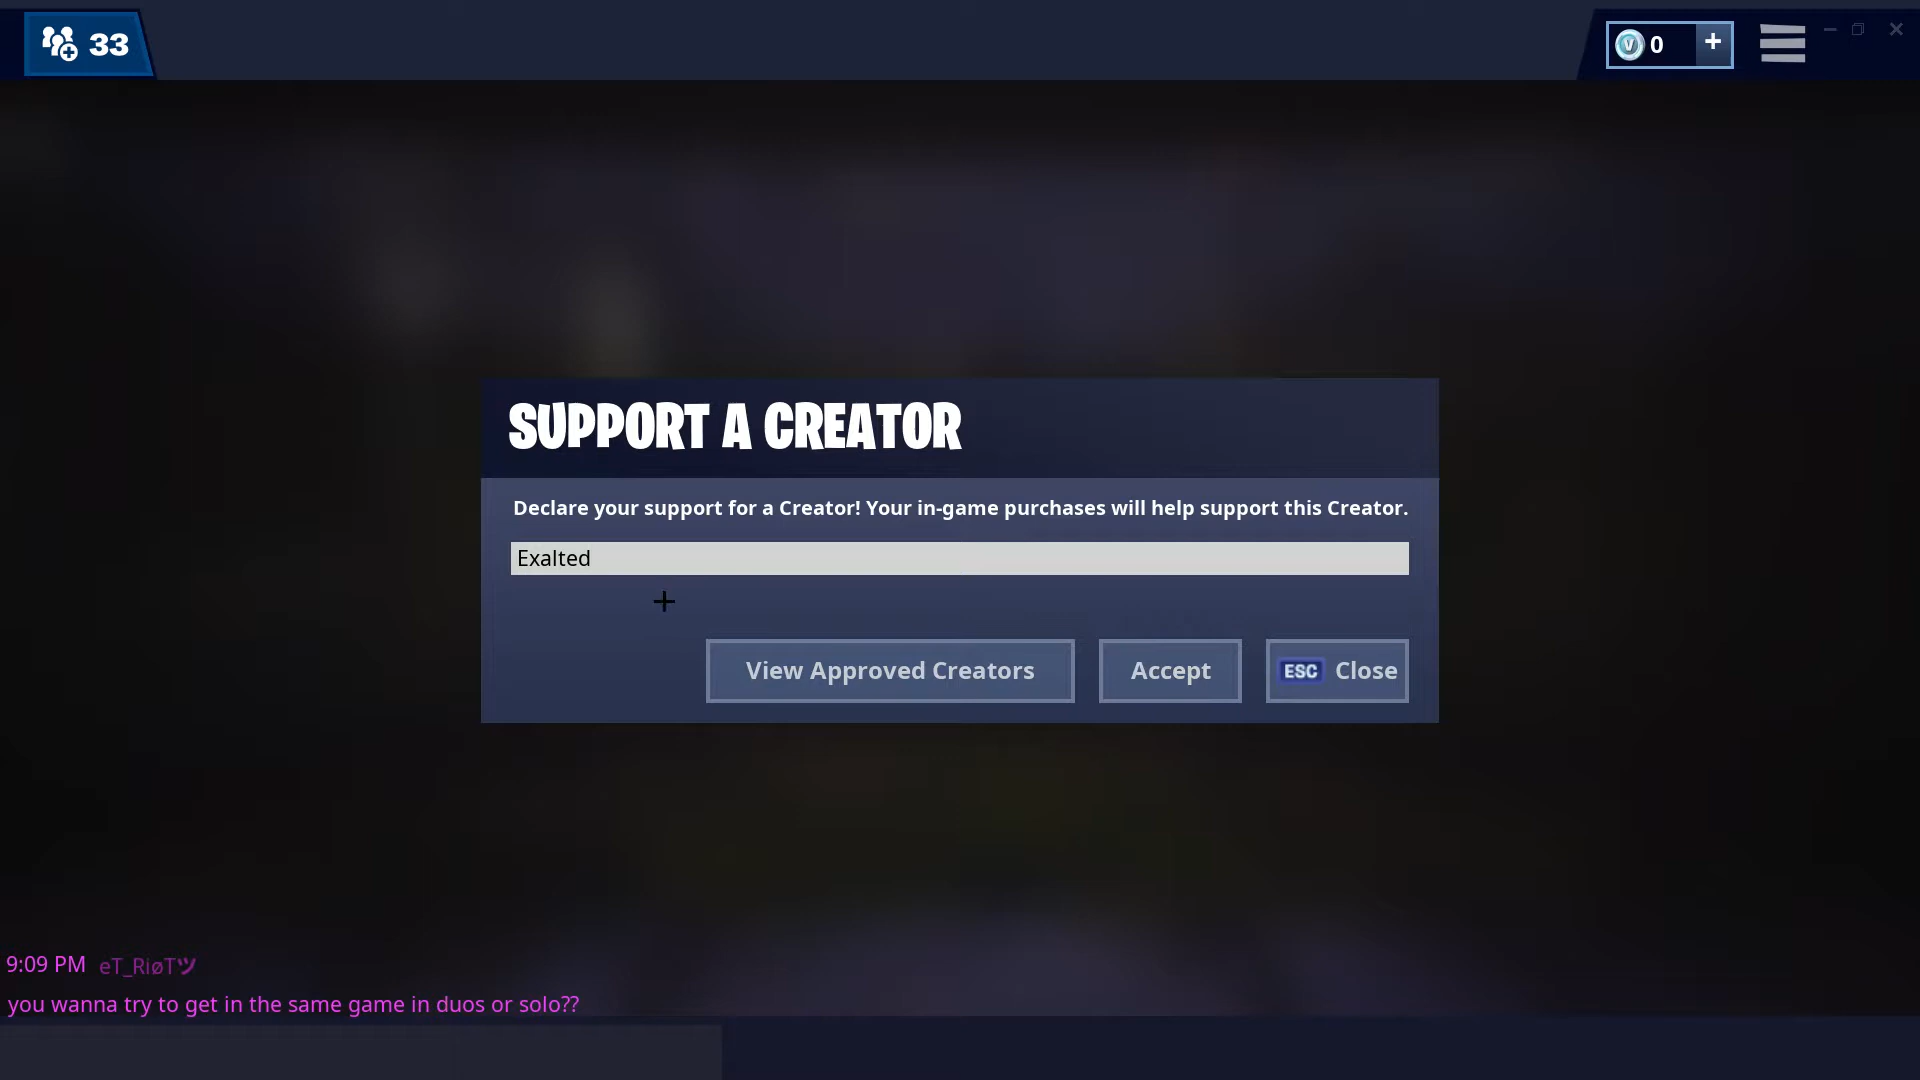 33
0 +
SUPPORT A CREATOR
Declare your support for a Creator! Your in-game purchases will help support this Creator.
Exalted
View Approved Creators
Accept
ESC Close
9:09 PM eT_RiøTツ
you wanna try to get in the same game in duos or solo??